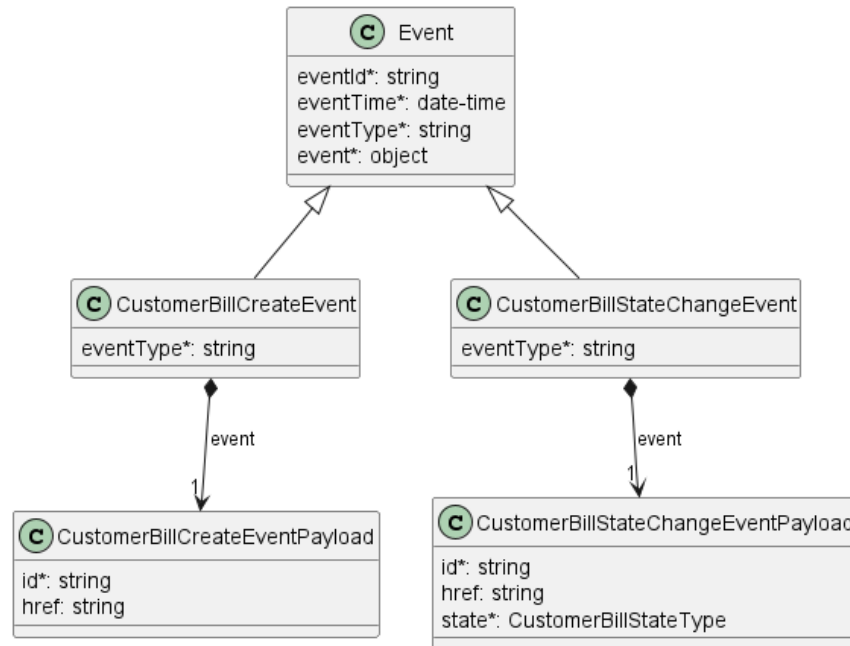 C Event
eventId*: string
eventTime*: date-time
eventType*: string
event*: object
C CustomerBillCreateEvent
eventType*: string
C CustomerBillStateChangeEvent
eventType*: string
event
1
event
1
C CustomerBillCreateEventPayload
id*: string
href: string
C CustomerBillStateChangeEventPayload
id*: string
href: string
state*: CustomerBillStateType